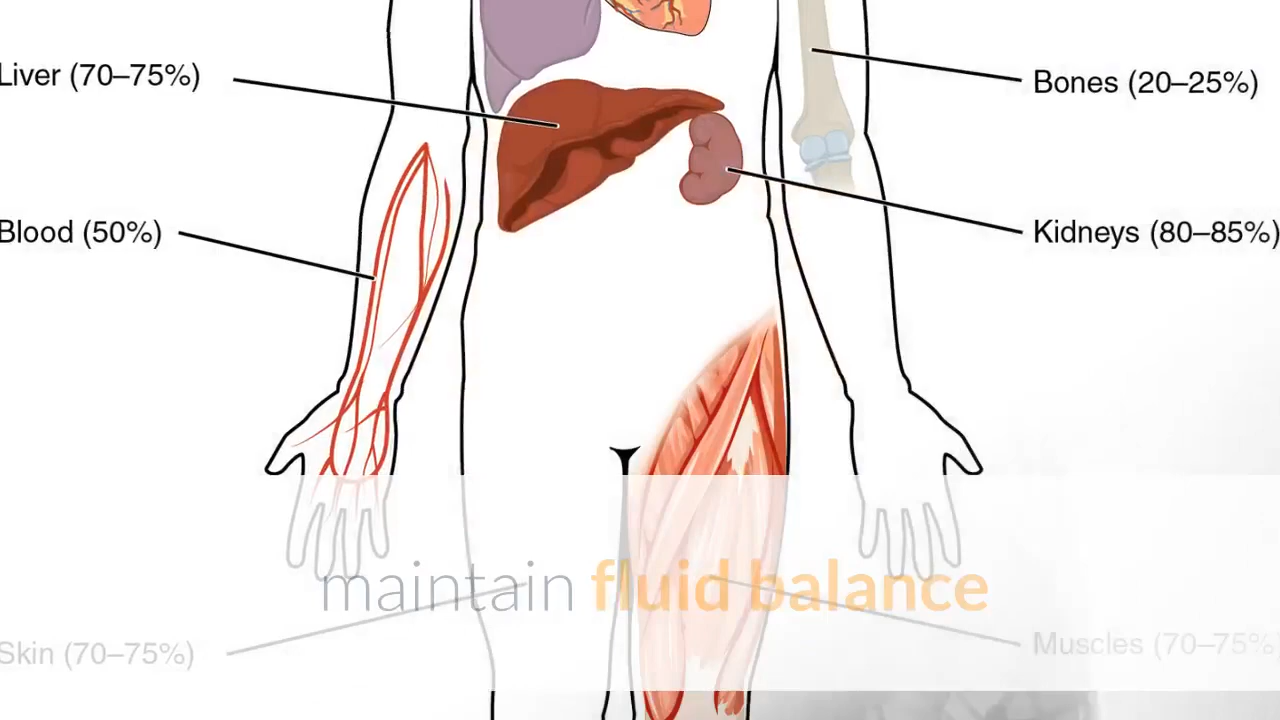 Liver (70–75%)
Bones (20–25%)
Blood (50%)
Kidneys (80–85%)
maintain fluid balance
Skin (70–75%)
Muscles (70–75%)